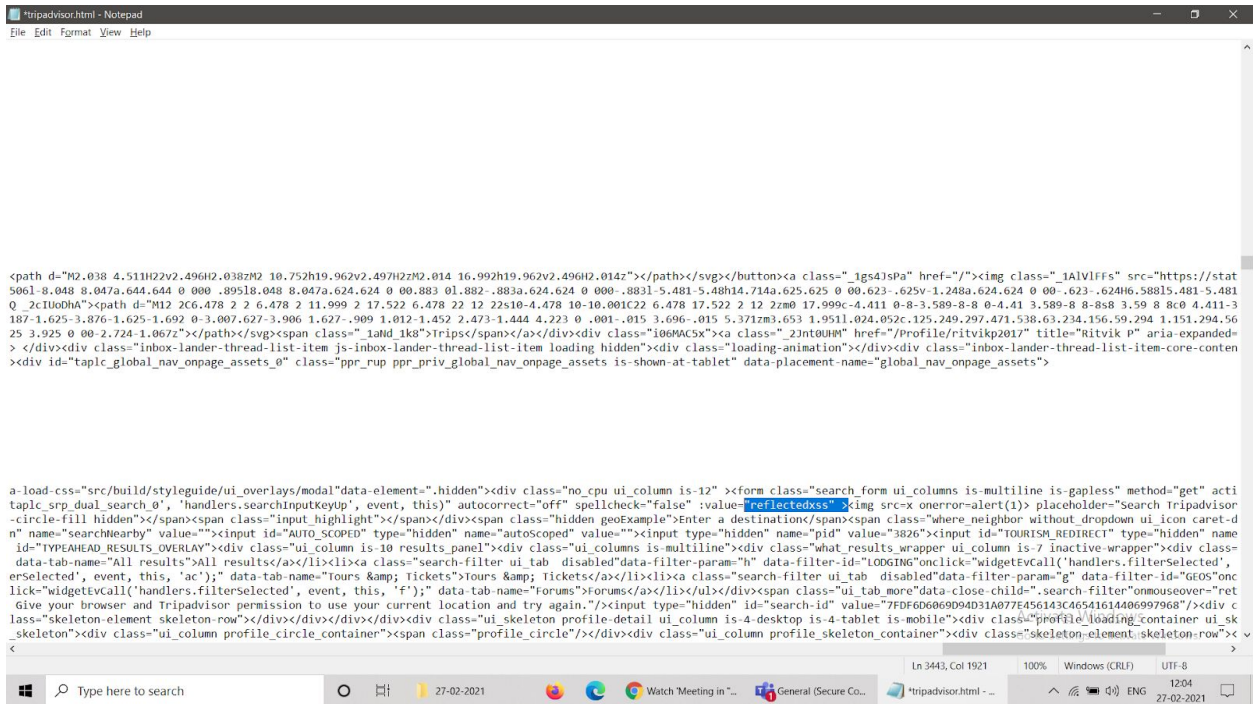 *tripadvisor.html - Notepad
File Edit Format View Help
<path d="M2.038 4.511H22v2.496H2.038zM2 10.752h19.962v2.497H2zM2.014 16.992h19.962v2.496H2.014z"></path></svg></button><a class="_1gs4JsPa" href="/"><img class="_1AlVlFFs" src="https://stat
506l-8.048 8.047a.644.644 0 000 .895l8.048 8.047a.624.624 0 00.883 0l.882-.883a.624.624 0 000-.883l-5.481-5.48h14.714a.625.625 0 00.623-.625v-1.248a.624.624 0 00-.623-.624H6.588l5.481-5.481
Q _2cIUoDhA"><path d="M12 2C6.478 2 2 6.478 2 11.999 2 17.522 6.478 22 12 22s10-4.478 10-10.001C22 6.478 17.522 2 12 2zm0 17.999c-4.411 0-8-3.589-8-8 0-4.41 3.589-8 8-8s8 3.59 8 8c0 4.411-3
187-1.625-3.876-1.625-1.692 0-3.007.627-3.906 1.627-.909 1.012-1.452 2.473-1.444 4.223 0 .001-.015 3.696-.015 5.371zm3.653 1.951l.024.052c.125.249.297.471.538.63.234.156.59.294 1.151.294.56
25 3.925 0 00-2.724-1.067z"></path></svg><span class="_1aNd_1k8">Trips</span></a></div><div class="i06MAC5x"><a class="_2Jnt0UHM" href="/Profile/ritvikp2017" title="Ritvik P" aria-expanded=
> </div><div class="inbox-lander-thread-list-item js-inbox-lander-thread-list-item loading hidden"><div class="loading-animation"></div><div class="inbox-lander-thread-list-item-core-conten
><div id="taplc_global_nav_onpage_assets_0" class="ppr_rup ppr_priv_global_nav_onpage_assets is-shown-at-tablet" data-placement-name="global_nav_onpage_assets">
a-load-css="src/build/styleguide/ui_overlays/modal"data-element=".hidden"><div class="no_cpu ui_column is-12" ><form class="search_form ui_columns is-multiline is-gapless" method="get" acti
taplc_srp_dual_search_0', 'handlers.searchInputKeyUp', event, this)" autocorrect="off" spellcheck="false" :value="reflectedxss" ><img src=x onerror=alert(1)> placeholder="Search Tripadvisor
-circle-fill hidden"></span><span class="input_highlight"></span></div><span class="hidden geoExample">Enter a destination</span><span class="where_neighbor without_dropdown ui_icon caret-d
n" name="searchNearby" value=""><input id="AUTO_SCOPED" type="hidden" name="autoScoped" value=""><input type="hidden" name="pid" value="3826"><input id="TOURISM_REDIRECT" type="hidden" name
id="TYPEAHEAD_RESULTS_OVERLAY"><div class="ui_column is-10 results_panel"><div class="ui_columns is-multiline"><div class="what_results_wrapper ui_column is-7 inactive-wrapper"><div class=
data-tab-name="All results">All results</a></li><li><a class="search-filter ui_tab  disabled"data-filter-param="h" data-filter-id="LODGING"onclick="widgetEvCall('handlers.filterSelected',
erSelected', event, this, 'ac');" data-tab-name="Tours &amp; Tickets">Tours &amp; Tickets</a></li><li><a class="search-filter ui_tab  disabled"data-filter-param="g" data-filter-id="GEOS"onc
lick="widgetEvCall('handlers.filterSelected', event, this, 'f');" data-tab-name="Forums">Forums</a></li></ul></div><span class="ui_tab_more"data-close-child=".search-filter"onmouseover="ret
Give your browser and Tripadvisor permission to use your current location and try again."/><input type="hidden" id="search-id" value="7FDF6D6069D94D31A077E456143C46541614406997968"/><div c
lass="skeleton-element skeleton-row"></div></div></div></div><div class="ui_skeleton profile-detail ui_column is-4-desktop is-4-tablet is-mobile"><div class="profile_loading_container ui_sk
_skeleton"><div class="ui_column profile_circle_container"><span class="profile_circle"/></div><div class="ui_column profile_skeleton_container"><div class="skeleton-element skeleton-row"><
Activate Windows
Ln 3443, Col 1921 100% Windows (CRLF) UTF-8
Type here to search 27-02-2021 Watch 'Meeting in "... General (Secure Co... *tripadvisor.html - ... ENG 12:04
27-02-2021